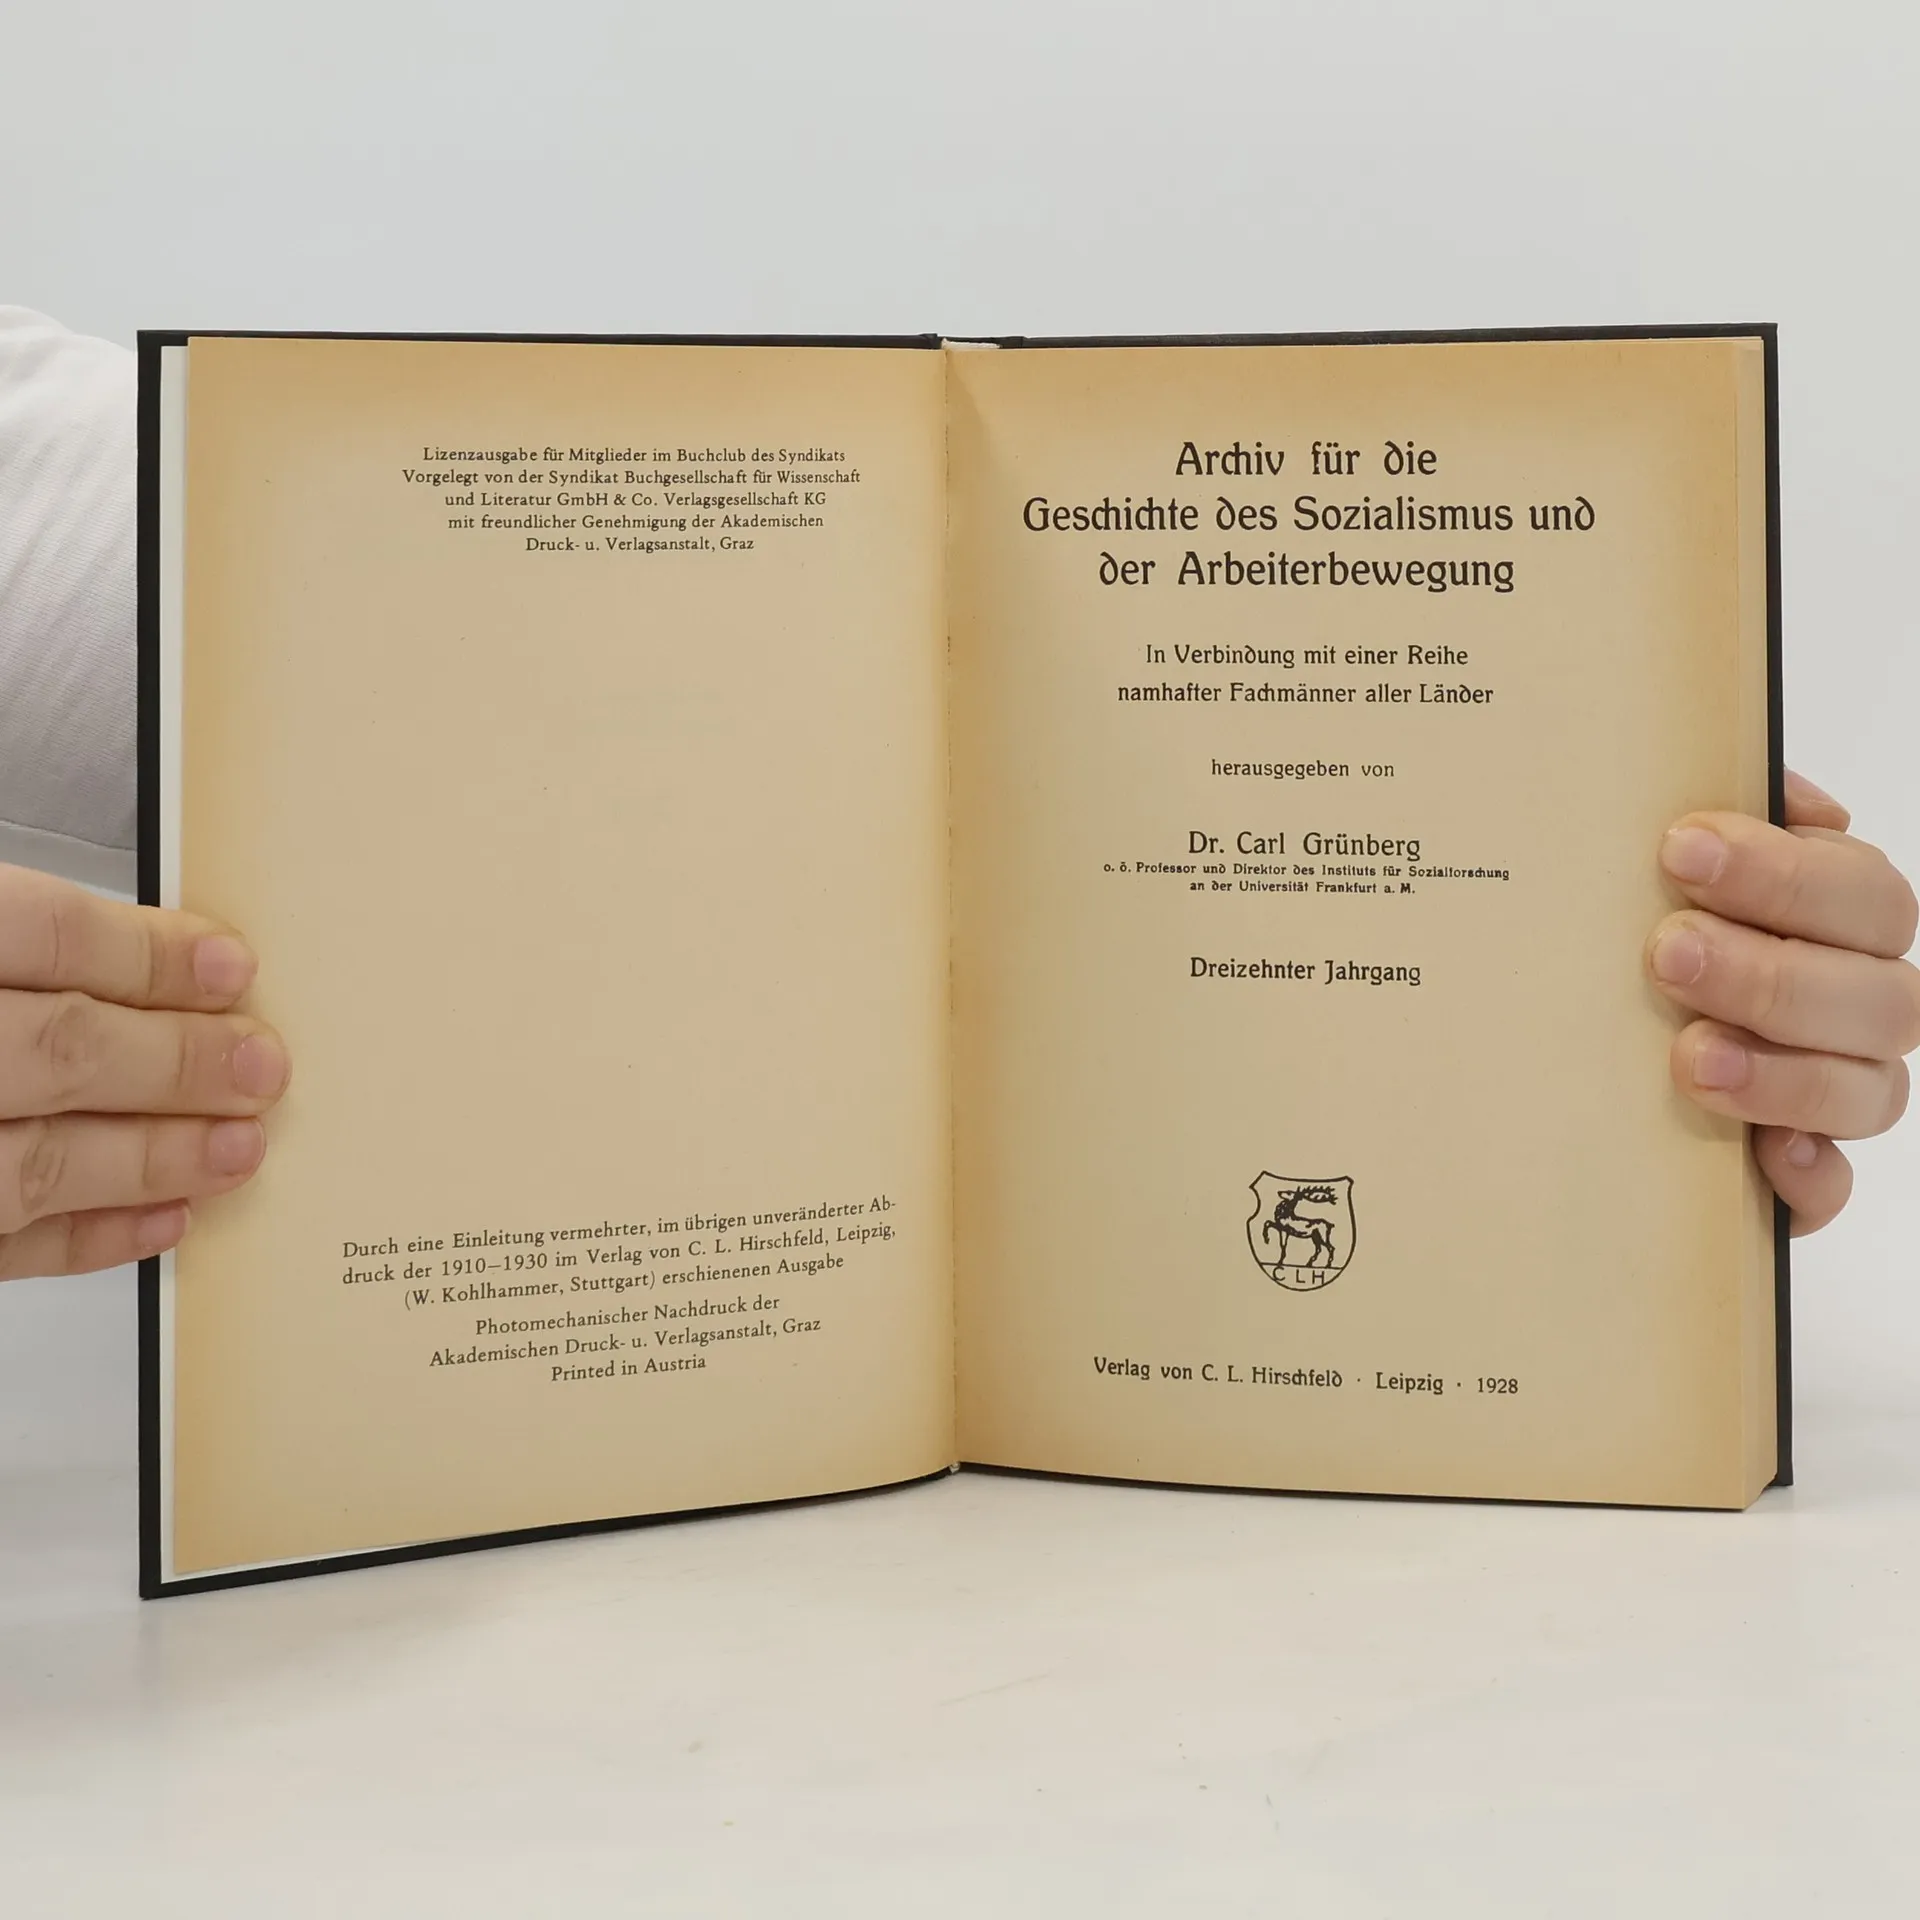 Lizenzausgabe für Mitglieder im Buchclub des Syndikats
Vorgelegt von der Syndikat Buchgesellschaft für Wissenschaft
und Literatur GmbH & Co. Verlagsgesellschaft KG
mit freundlicher Genehmigung der Akademischen
Druck- u. Verlagsanstalt, Graz
Durch eine Einleitung vermehrter, im übrigen unveränderter Ab-
druck der 1910–1930 im Verlag von C. L. Hirschfeld, Leipzig,
(W. Kohlhammer, Stuttgart) erschienenen Ausgabe
Photomechanischer Nachdruck der
Akademischen Druck- u. Verlagsanstalt, Graz
Printed in Austria
Archiv für die
Geschichte des Sozialismus und
der Arbeiterbewegung
In Verbindung mit einer Reihe
namhafter Fachmänner aller Länder
herausgegeben von
Dr. Carl Grünberg
o. ö. Professor und Direktor des Instituts für Sozialforschung
an der Universität Frankfurt a. M.
Dreizehnter Jahrgang
C L H
Verlag von C. L. Hirschfeld · Leipzig · 1928